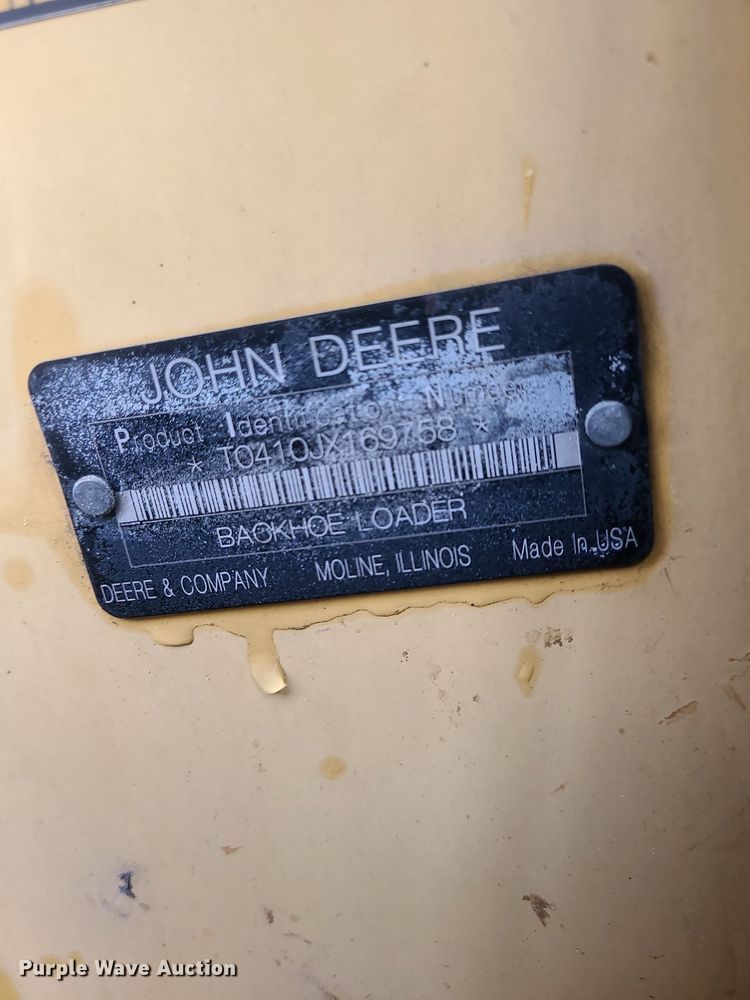 JOHN DEERE
Product Identification Number
* T0410JX169758 *
BACKHOE LOADER
DEERE & COMPANY MOLINE, ILLINOIS Made In USA
Purple Wave Auction